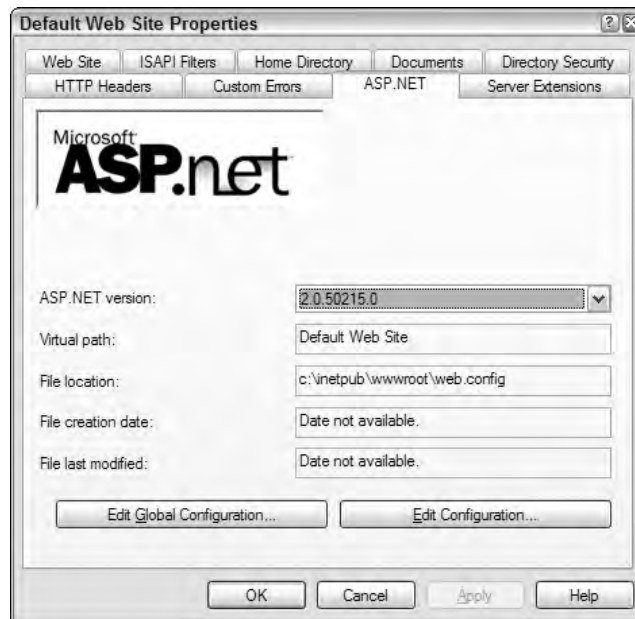 Default Web Site Properties
Web Site ISAPI Filters Home Directory Documents Directory Security
HTTP Headers Custom Errors ASP.NET Server Extensions
Microsoft
ASP.net
ASP.NET version: 2.0.50215.0
Virtual path: Default Web Site
File location: c:\inetpub\wwwroot\web.config
File creation date: Date not available.
File last modified: Date not available.
Edit Global Configuration... Edit Configuration...
OK Cancel Apply Help